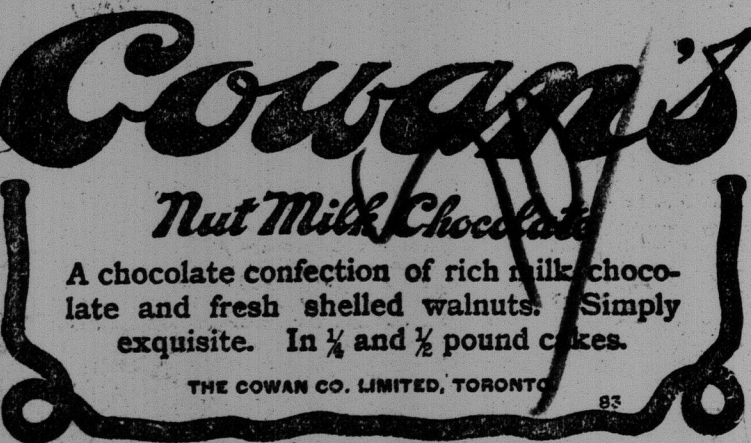 Cowan's
Nut Milk Chocolate
A chocolate confection of rich milk choco-
late and fresh shelled walnuts. Simply
exquisite. In ¼ and ½ pound cakes.
THE COWAN CO. LIMITED, TORONTO
83